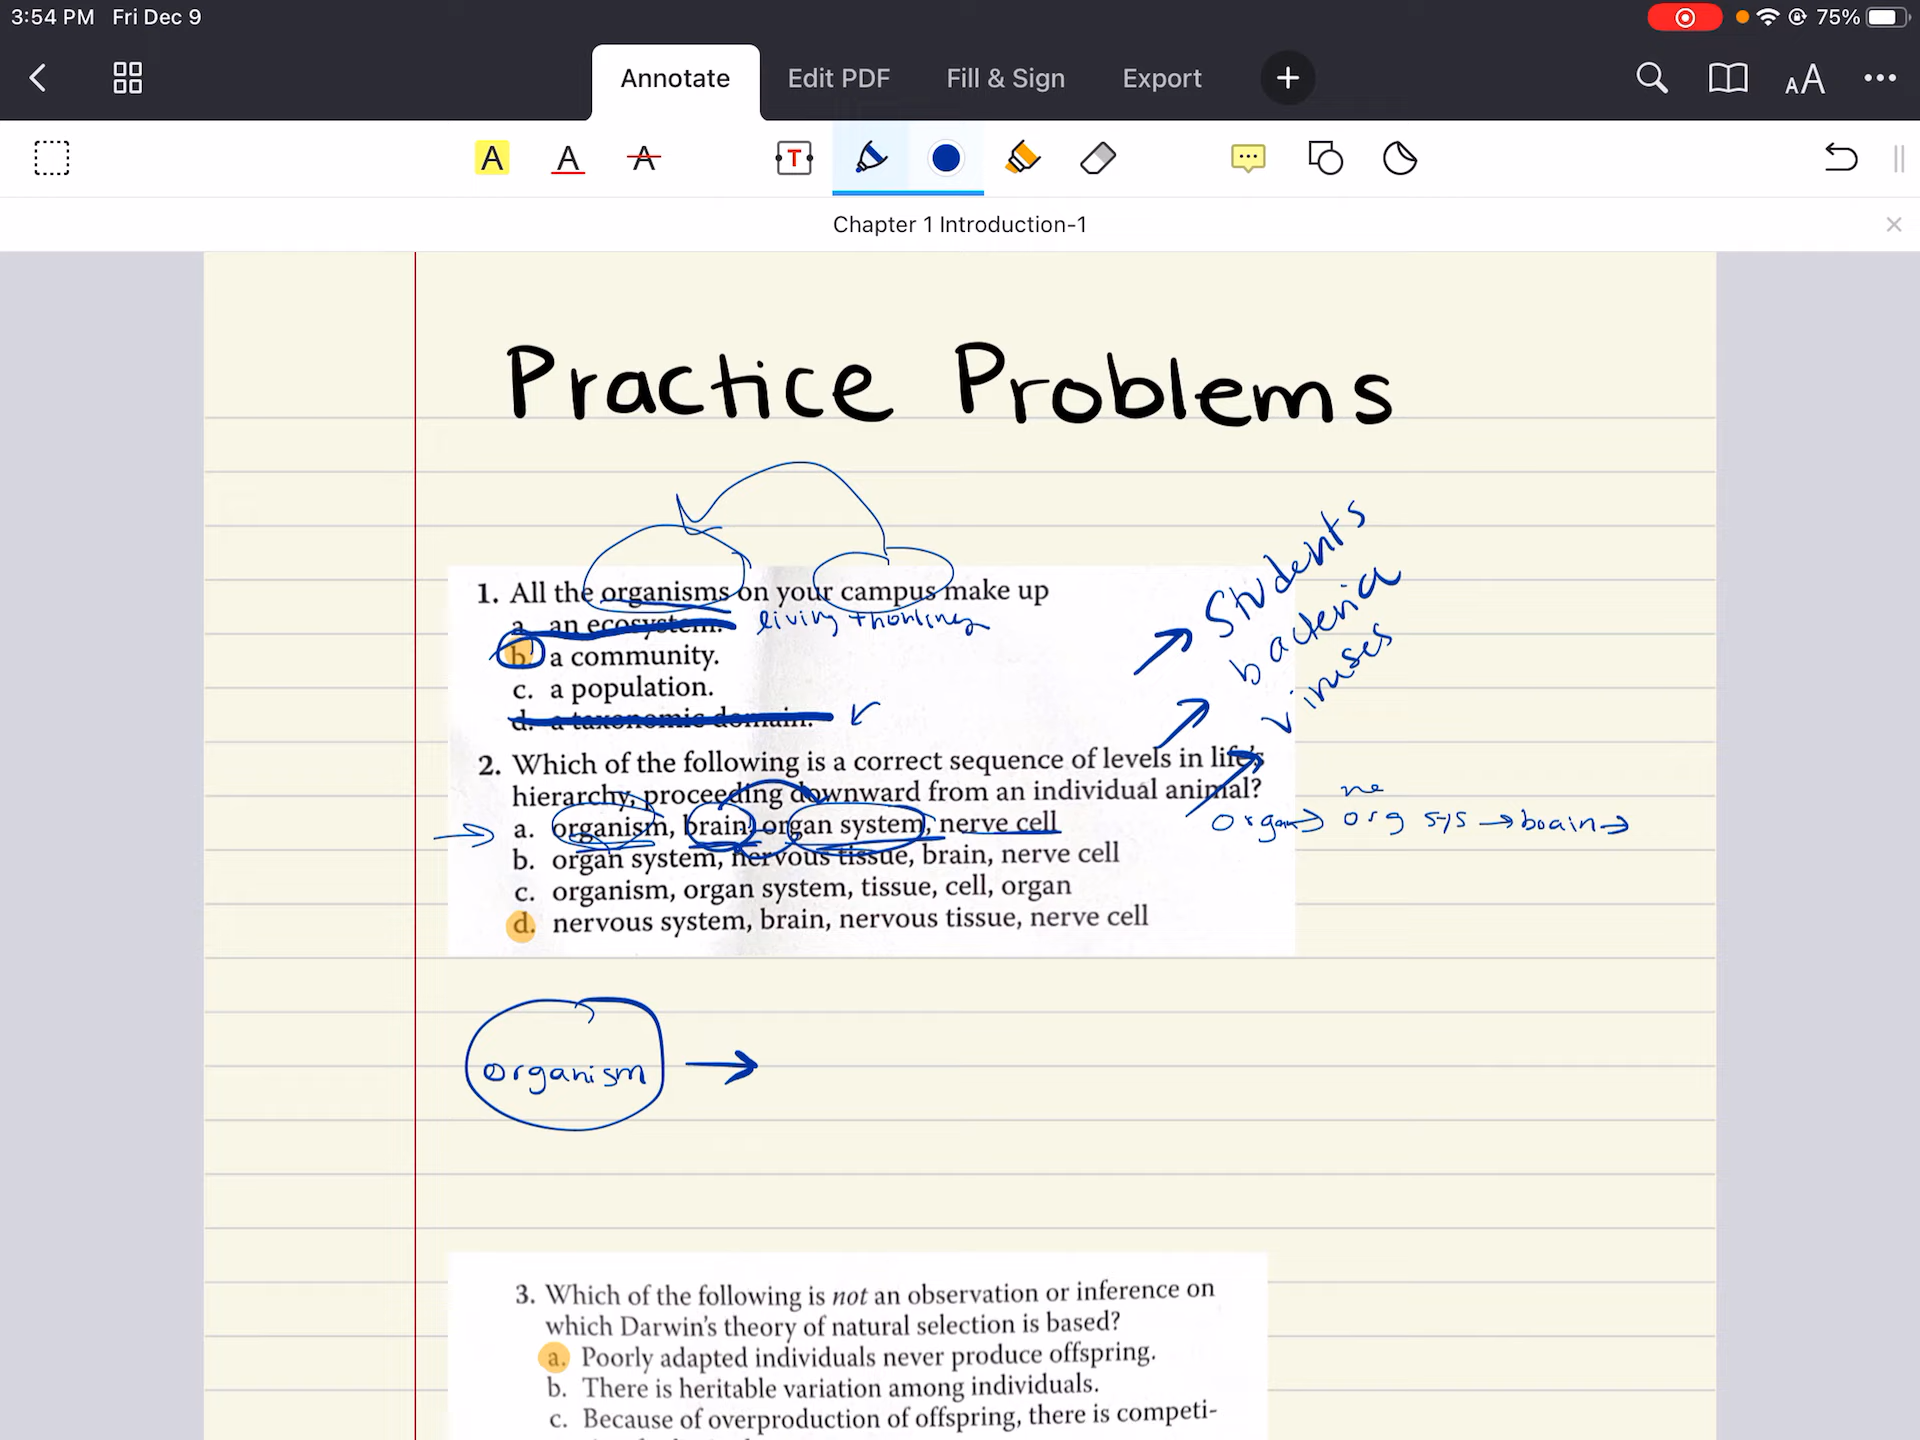 3:54 PM Fri Dec 9
75%
Annotate Edit PDF Fill & Sign Export
AA
A A A T
Chapter 1 Introduction-1
Practice Problems
1. All the organisms on your campus make up
a. an ecosystem.
living
b. a community.
c. a population.
d. a taxonomic domain.
Students
bacteria
viruses
2. Which of the following is a correct sequence of levels in life's
hierarchy, proceeding downward from an individual animal?
a. organism, brain, organ system, nerve cell
b. organ system, nervous tissue, brain, nerve cell
c. organism, organ system, tissue, cell, organ
d. nervous system, brain, nervous tissue, nerve cell
ne
org sys → brain →
organism →
3. Which of the following is not an observation or inference on
which Darwin's theory of natural selection is based?
a. Poorly adapted individuals never produce offspring.
b. There is heritable variation among individuals.
c. Because of overproduction of offspring, there is competi-